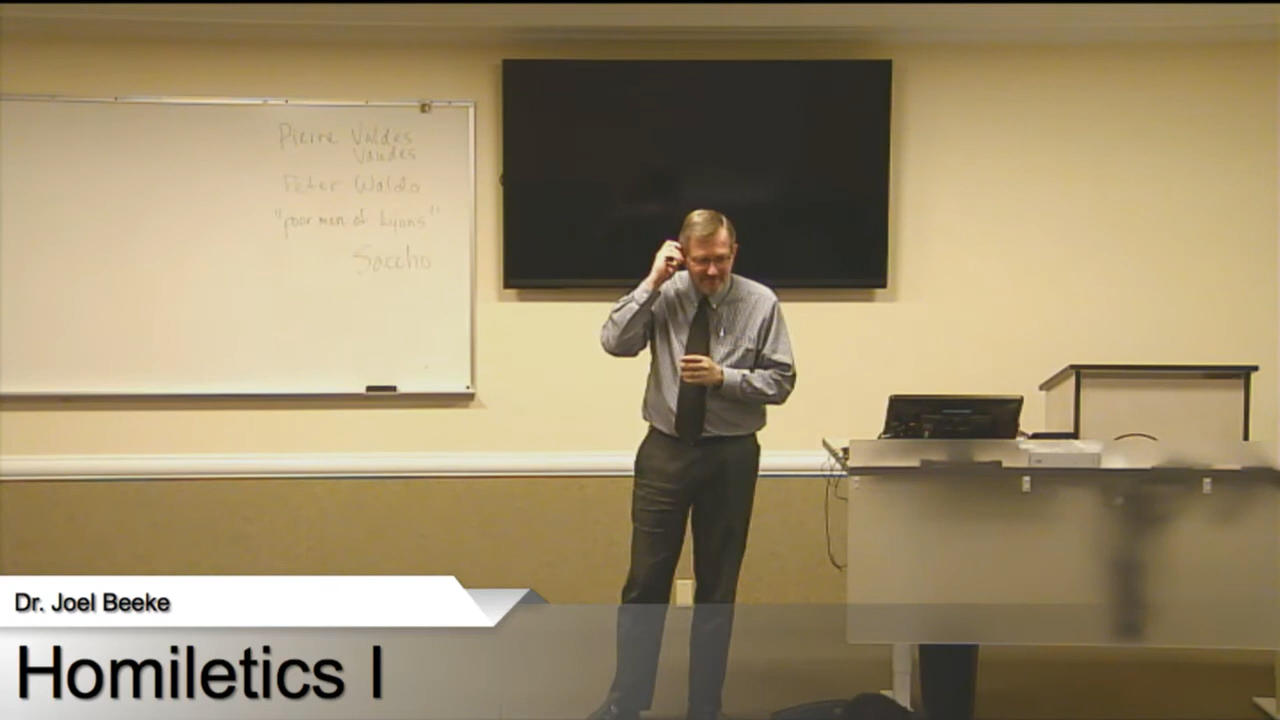 Pierre Valdes
Vaudes
Peter Waldo
"poor men of Lyons"
Saccho
Dr. Joel Beeke
Homiletics I